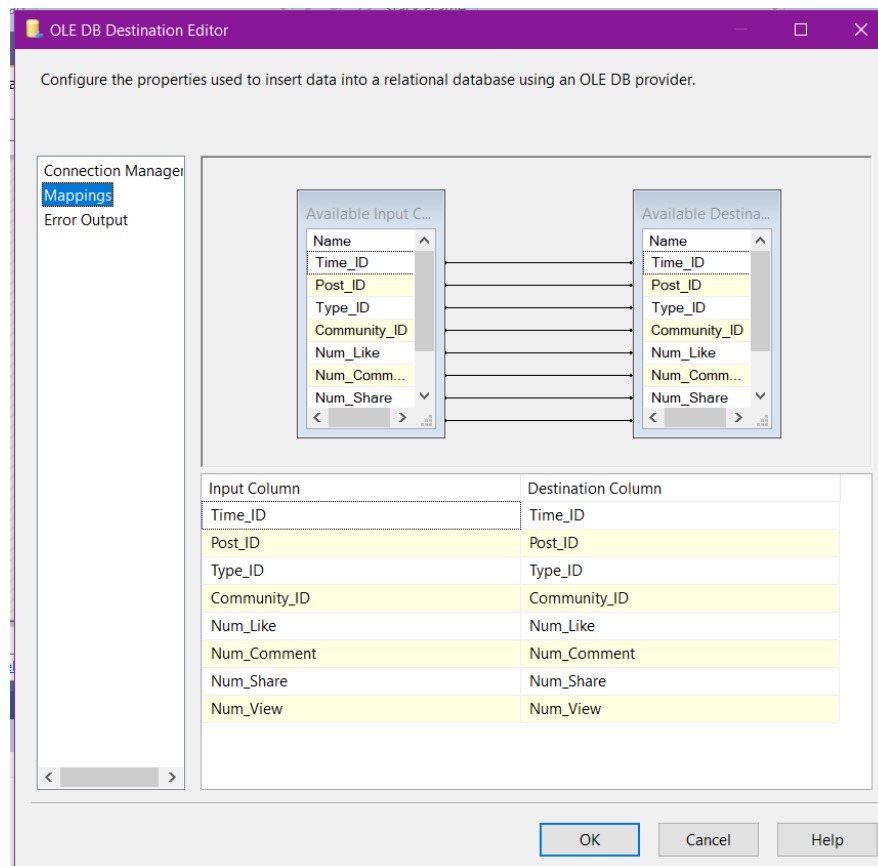 OLE DB Destination Editor
Configure the properties used to insert data into a relational database using an OLE DB provider.
Connection Manager
Mappings
Error Output
Available Input C...
Name
Time_ID
Post_ID
Type_ID
Community_ID
Num_Like
Num_Comm...
Num_Share
Available Destina...
Name
Time_ID
Post_ID
Type_ID
Community_ID
Num_Like
Num_Comm...
Num_Share
Input Column Destination Column
Time_ID Time_ID
Post_ID Post_ID
Type_ID Type_ID
Community_ID Community_ID
Num_Like Num_Like
Num_Comment Num_Comment
Num_Share Num_Share
Num_View Num_View
OK Cancel Help